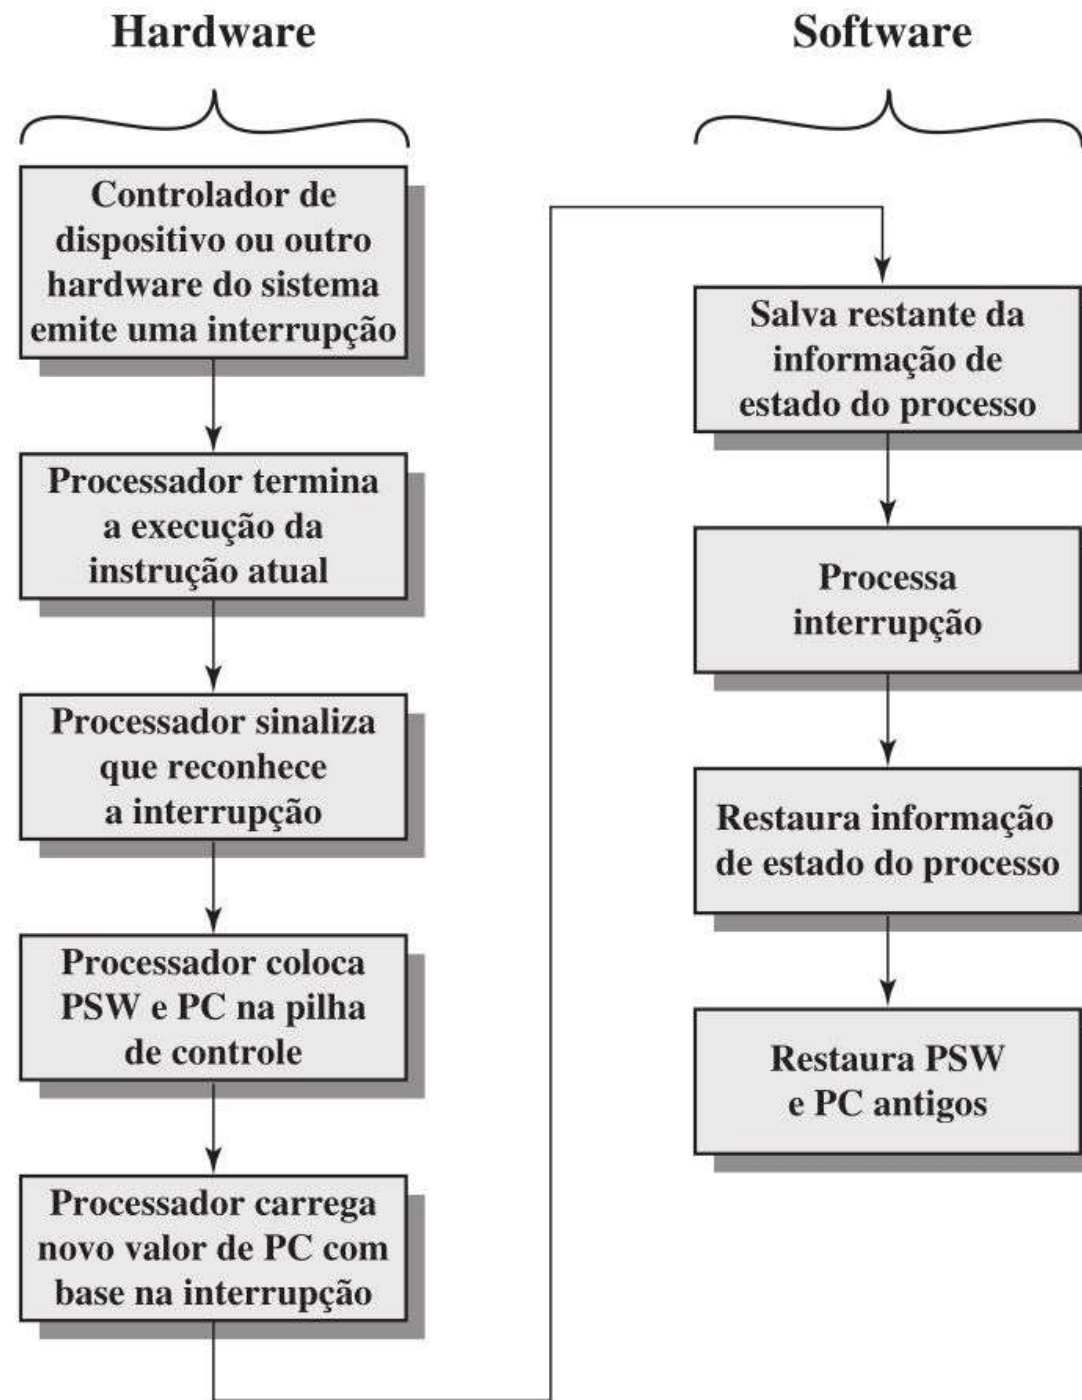 Hardware
Controlador de
dispositivo ou outro
hardware do sistema
emite uma interrupção
Processador termina
a execução da
instrução atual
Processador sinaliza
que reconhece
a interrupção
Processador coloca
PSW e PC na pilha
de controle
Processador carrega
novo valor de PC com
base na interrupção
Software
Salva restante da
informação de
estado do processo
Processa
interrupção
Restaura informação
de estado do processo
Restaura PSW
e PC antigos